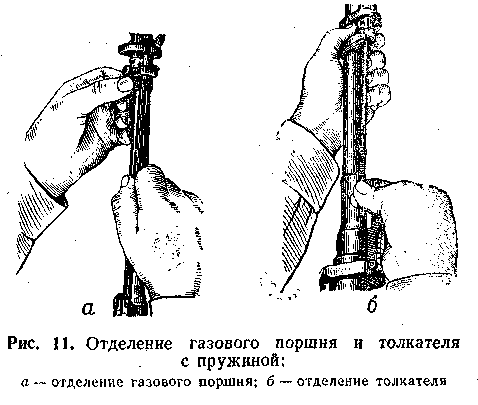 а
б
Рис. 11. Отделение газового поршня и толкателя
с пружиной:
а — отделение газового поршня; б — отделение толкателя